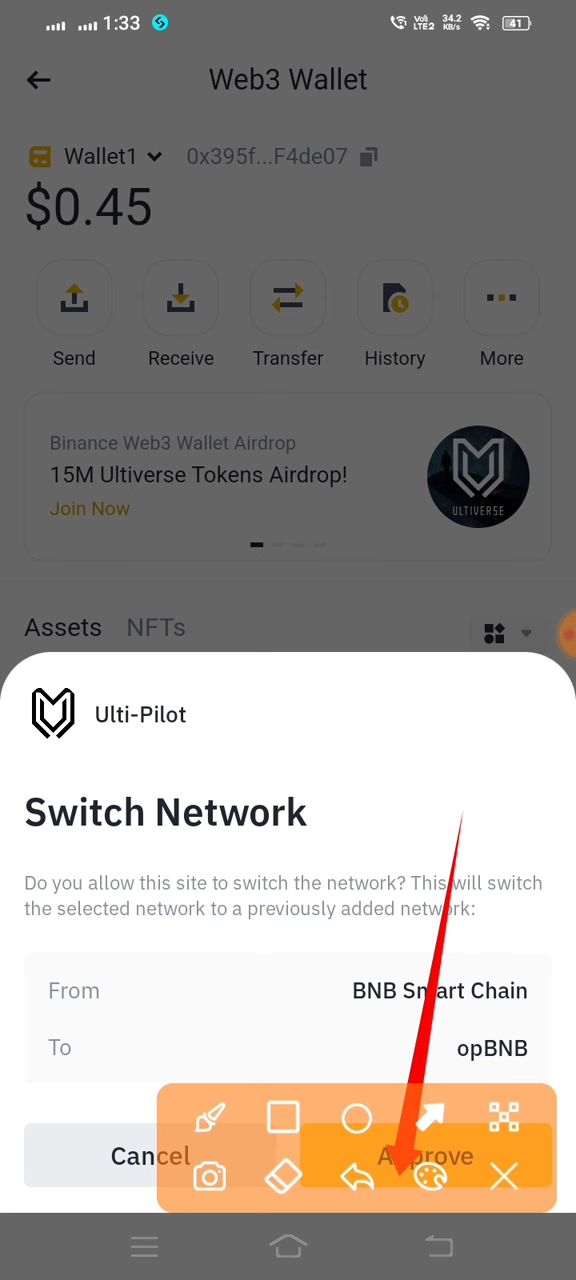 1:33
Vo))
LTE2
34.2
KB/s
41
Web3 Wallet
Wallet1
0x395f...F4de07
$0.45
Send
Receive
Transfer
History
More
Binance Web3 Wallet Airdrop
15M Ultiverse Tokens Airdrop!
Join Now
ULTIVERSE
Assets
NFTs
Ulti-Pilot
Switch Network
Do you allow this site to switch the network? This will switch
the selected network to a previously added network:
From
BNB Smart Chain
To
opBNB
Cancel
Approve